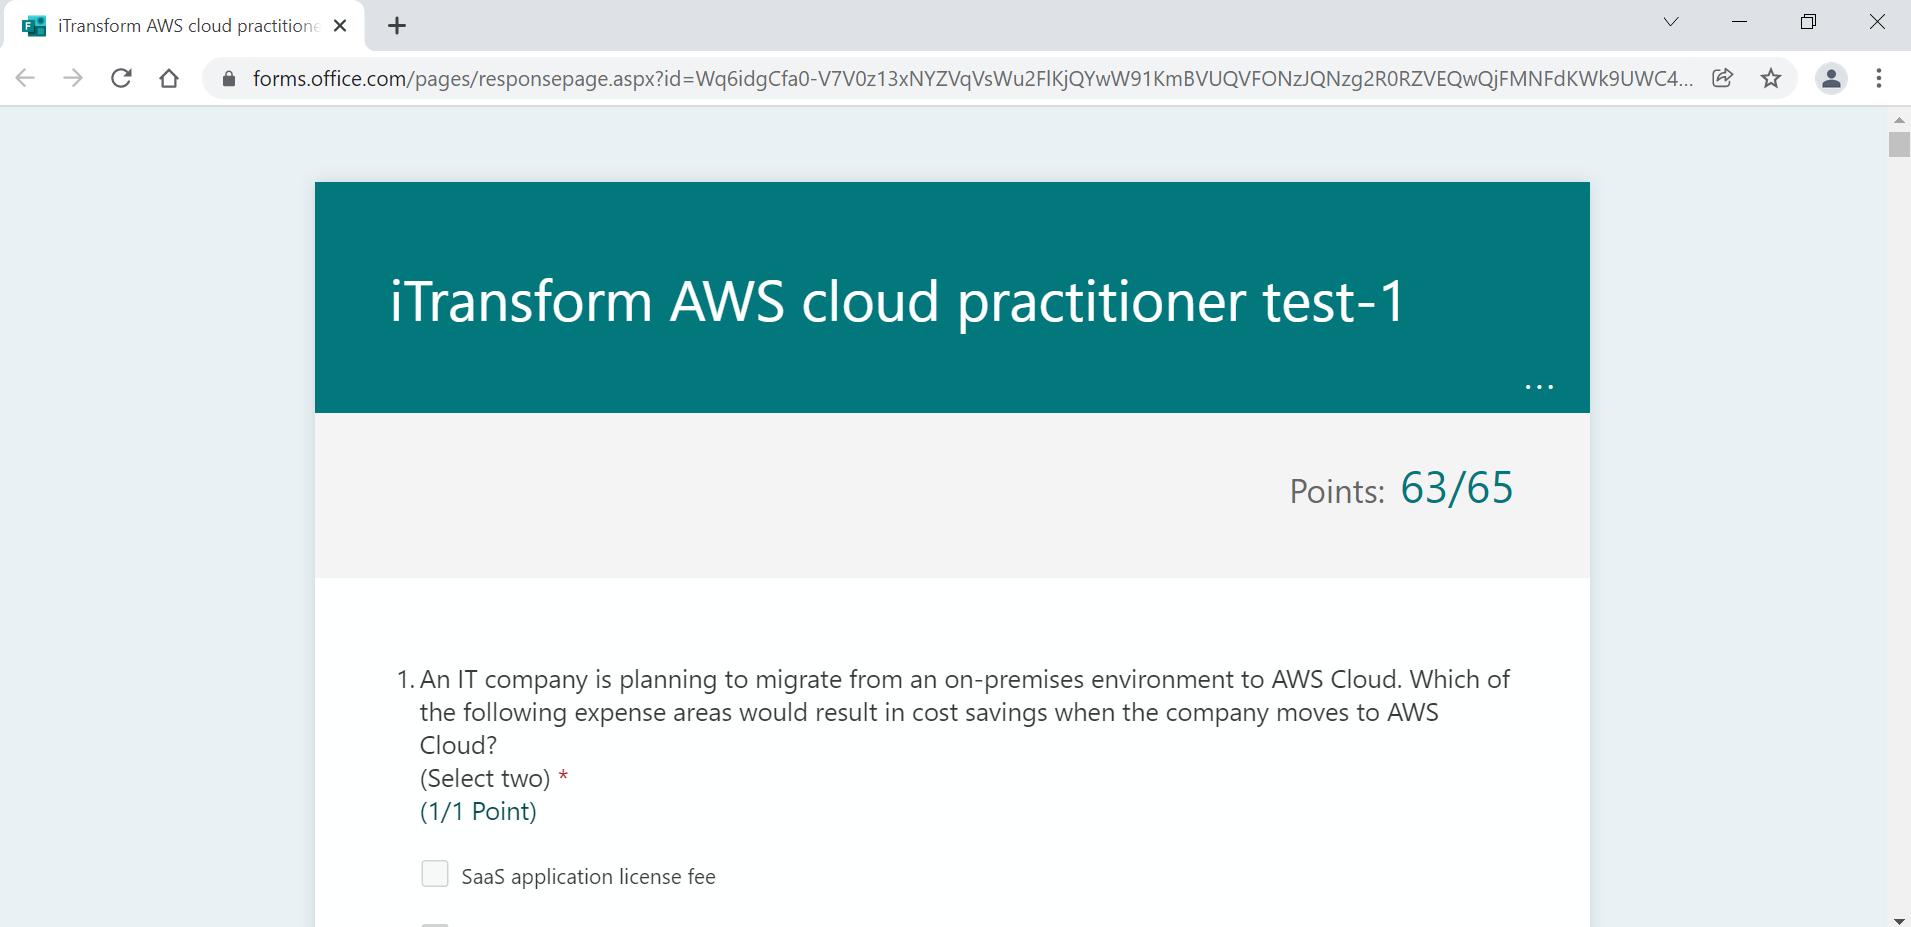 iTransform AWS cloud practitione
forms.office.com/pages/responsepage.aspx?id=Wq6idgCfa0-V7V0z13xNYZVqVsWu2FlKjQYwW91KmBVUQVFONzJQNzg2R0RZVEQwQjFMNFdKWk9UWC4...
iTransform AWS cloud practitioner test-1
...
Points: 63/65
1. An IT company is planning to migrate from an on-premises environment to AWS Cloud. Which of
the following expense areas would result in cost savings when the company moves to AWS
Cloud?
(Select two) *
(1/1 Point)
SaaS application license fee